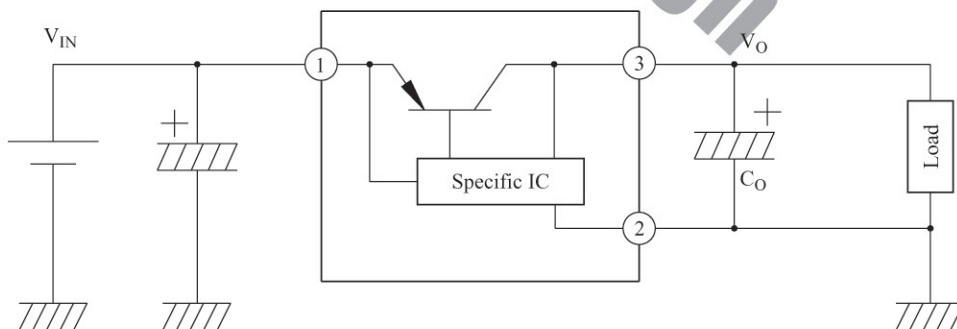 V_IN
V_O
1
3
+
+
Specific IC
C_O
Load
2